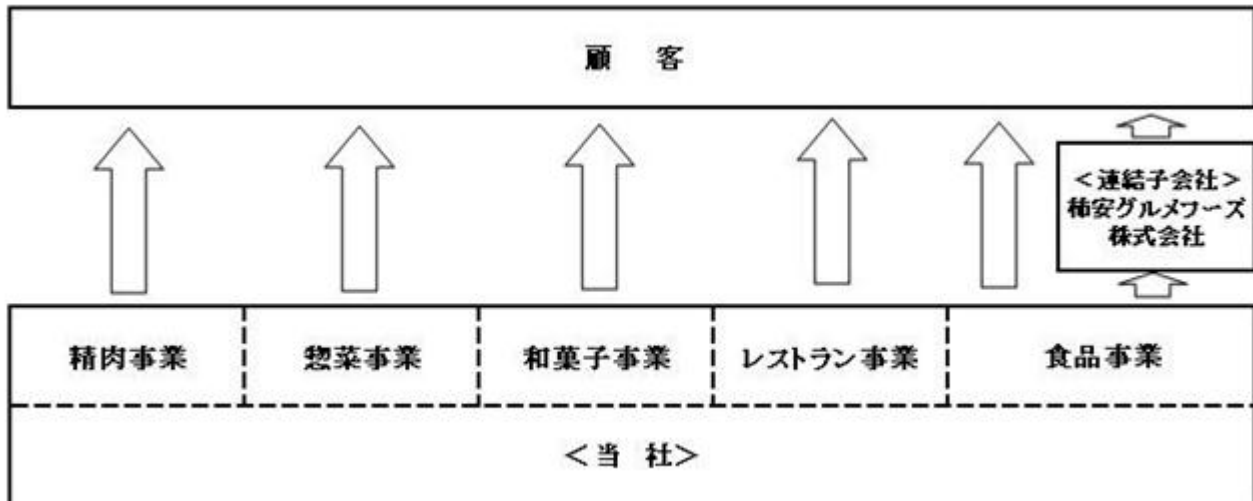 顧 客
＜連結子会社＞
柿安グルメフーズ
株式会社
精肉事業
惣菜事業
和菓子事業
レストラン事業
食品事業
＜当 社＞